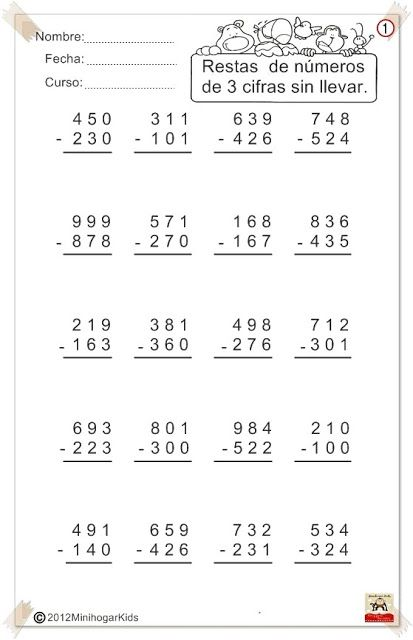 1
Nombre:
Fecha:
Curso:
Restas de números
de 3 cifras sin llevar.
450 311 639 748
- 230 - 101 - 426 - 524
999 571 168 836
- 878 - 270 - 167 - 435
219 381 498 712
- 163 - 360 - 276 - 301
693 801 984 210
- 223 - 300 - 522 - 100
491 659 732 534
- 140 - 426 - 231 - 324
©2012MinihogarKids